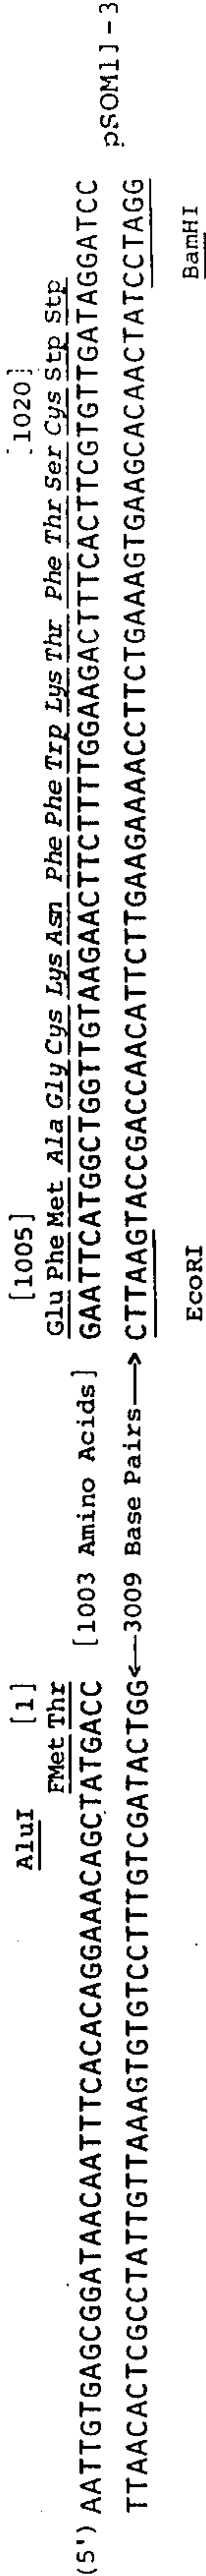 AluI [1] [1005] [1020]
FMet Thr Glu Phe Met Ala Gly Cys Lys Asn Phe Phe Trp Lys Thr Phe Thr Ser Cys Stp Stp
(5') AATTGTGAGCGGATAACAATTTCACACAGGAAACAGCTATGACC [1003 Amino Acids] GAATTCATGGCTGGTTGTAAGAACTTCTTTTGGAAGACTTTCACTTCGTGTTGATAGGATCC pSOM11-3
TTAACACTCGCCTATTGTTAAAGTGTGTCCTTTGTCGATACTGG<—3009 Base Pairs—> CTTAAGTACCGACCAACATTCTTGAAGAAAACCTTCTGAAAGTGAAGCACAACTATCCTAGG
EcoRI BamHI